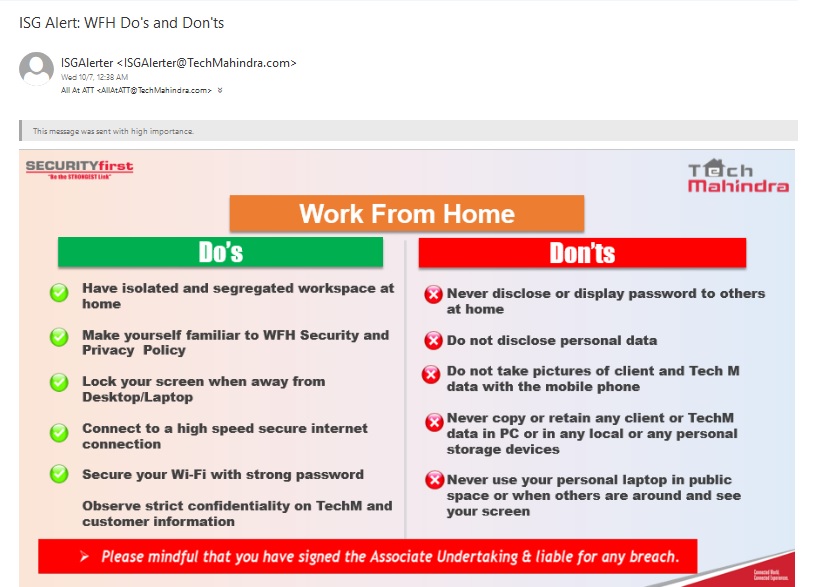 ISG Alert: WFH Do's and Don'ts
ISGAlerter <ISGAlerter@TechMahindra.com>
Wed 10/7, 12:38 AM
All At ATT <AllAtATT@TechMahindra.com>
This message was sent with high importance.
SECURITYfirst
"Be the STRONGEST Link"
Tech
Mahindra
Work From Home
Do's
Have isolated and segregated workspace at
home
Make yourself familiar to WFH Security and
Privacy Policy
Lock your screen when away from
Desktop/Laptop
Connect to a high speed secure internet
connection
Secure your Wi-Fi with strong password
Observe strict confidentiality on TechM and
customer information
Don'ts
Never disclose or display password to others
at home
Do not disclose personal data
Do not take pictures of client and Tech M
data with the mobile phone
Never copy or retain any client or TechM
data in PC or in any local or any personal
storage devices
Never use your personal laptop in public
space or when others are around and see
your screen
Please mindful that you have signed the Associate Undertaking & liable for any breach.
Connected World.
Connected Experiences.